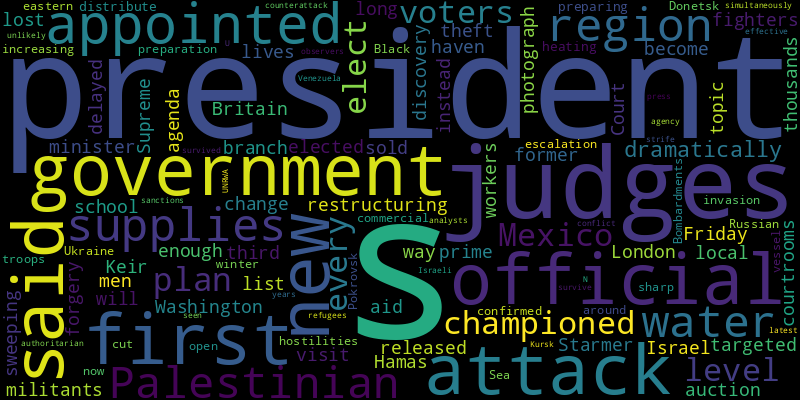 eastern distribute counterattack long preparing Donetsk simultaneously
lost appointed elect voters region fighters
unlikely increasing preparation lives Black theft haven become heating effective
president
delayed Supreme agenda Britain discovery instead photograph Court topic thousands
minister branch elected sold agency strife
survived escalation former dramatically
said government judges workers
UNRWA restructuring Bombardments invasion
school sanctions change commercial analysts
supplies new every S Mexico Friday Russian vessel
Ukraine enough third way prime London local courtrooms
troops Keir winter conflict
men plan list Israeli official N sharp
sweeping forgery will Washington years Pokrovsk aid survive
refugees confirmed around
first seen hostilities championed water
authoritarian cut open visit released Starmer Israel targeted latest
now Hamas Kursk
militants Palestinian attack Sea level auction
observers Venezuela